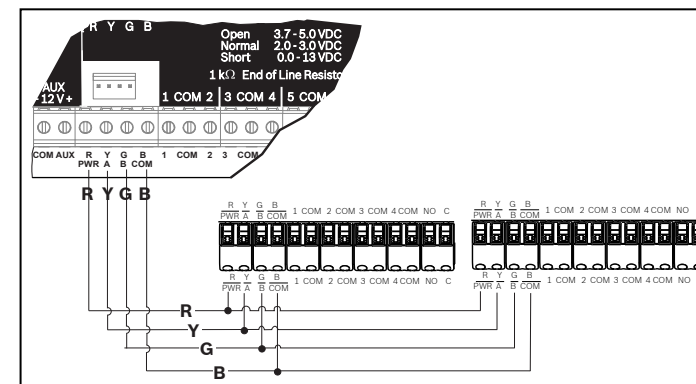 R Y G B
Open 3.7 - 5.0 VDC
Normal 2.0 - 3.0 VDC
Short 0.0 - 13 VDC
1 kΩ End of Line
AUX
12 V +
1 COM 2 3 COM 4 5 COM
COM AUX R Y G B 1 COM 2 3 COM
PWR A B COM
R Y G B
R Y G B
PWR A B COM 1 COM 2 COM 3 COM 4 COM NO C
R Y G B
PWR A B COM 1 COM 2 COM 3 COM 4 COM NO
R Y G B
PWR A B COM 1 COM 2 COM 3 COM 4 COM NO C
R Y G B
PWR A B COM 1 COM 2 COM 3 COM 4 COM NO
R
Y
G
B